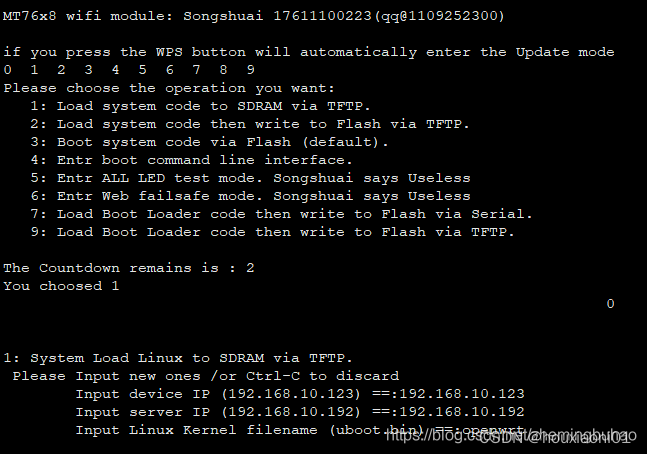 MT76x8 wifi module: Songshuai 17611100223(qq@1109252300)
if you press the WPS button will automatically enter the Update mode
0 1 2 3 4 5 6 7 8 9
Please choose the operation you want:
1: Load system code to SDRAM via TFTP.
2: Load system code then write to Flash via TFTP.
3: Boot system code via Flash (default).
4: Entr boot command line interface.
5: Entr ALL LED test mode. Songshuai says Useless
6: Entr Web failsafe mode. Songshuai says Useless
7: Load Boot Loader code then write to Flash via Serial.
9: Load Boot Loader code then write to Flash via TFTP.
The Countdown remains is : 2
You choosed 1
0
1: System Load Linux to SDRAM via TFTP.
Please Input new ones /or Ctrl-C to discard
Input device IP (192.168.10.123) ==:192.168.10.123
Input server IP (192.168.10.192) ==:192.168.10.192
Input Linux Kernel filename (uboot.bin) ==:openwrt